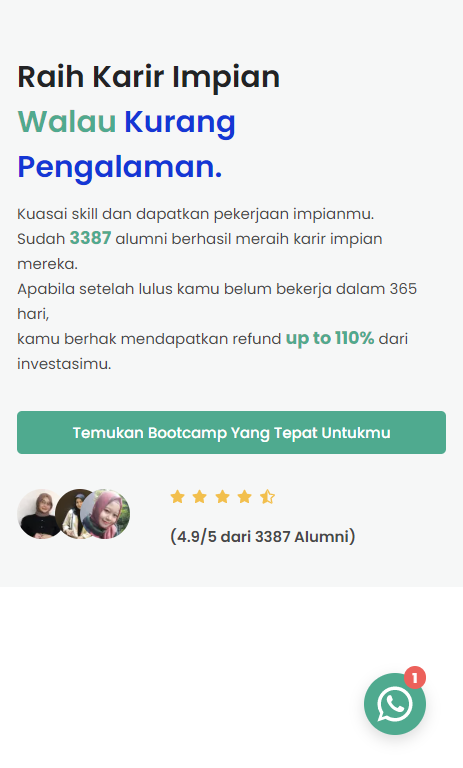 Raih Karir Impian
Walau Kurang
Pengalaman.
Kuasai skill dan dapatkan pekerjaan impianmu.
Sudah 3387 alumni berhasil meraih karir impian
mereka.
Apabila setelah lulus kamu belum bekerja dalam 365
hari,
kamu berhak mendapatkan refund up to 110% dari
investasimu.
Temukan Bootcamp Yang Tepat Untukmu
(4.9/5 dari 3387 Alumni)
1